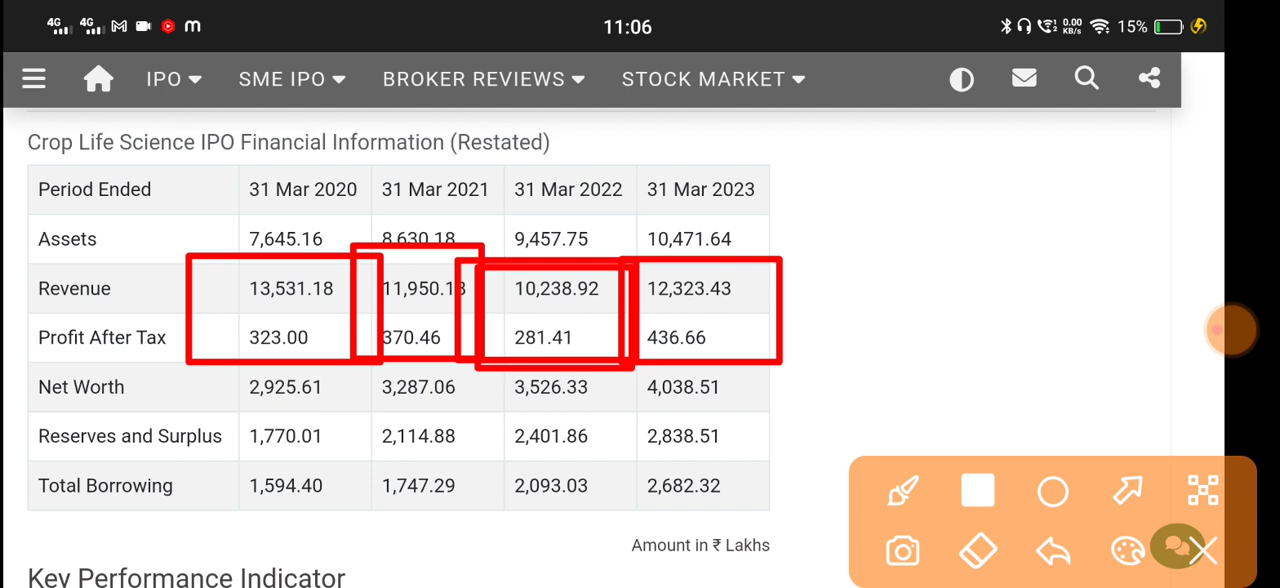 4G 4G 11:06 0.00 KB/s 15%
IPO SME IPO BROKER REVIEWS STOCK MARKET
Crop Life Science IPO Financial Information (Restated)
Period Ended 31 Mar 2020 31 Mar 2021 31 Mar 2022 31 Mar 2023
Assets 7,645.16 8,630.18 9,457.75 10,471.64
Revenue 13,531.18 11,950.18 10,238.92 12,323.43
Profit After Tax 323.00 370.46 281.41 436.66
Net Worth 2,925.61 3,287.06 3,526.33 4,038.51
Reserves and Surplus 1,770.01 2,114.88 2,401.86 2,838.51
Total Borrowing 1,594.40 1,747.29 2,093.03 2,682.32
Amount in ₹ Lakhs
Key Performance Indicator